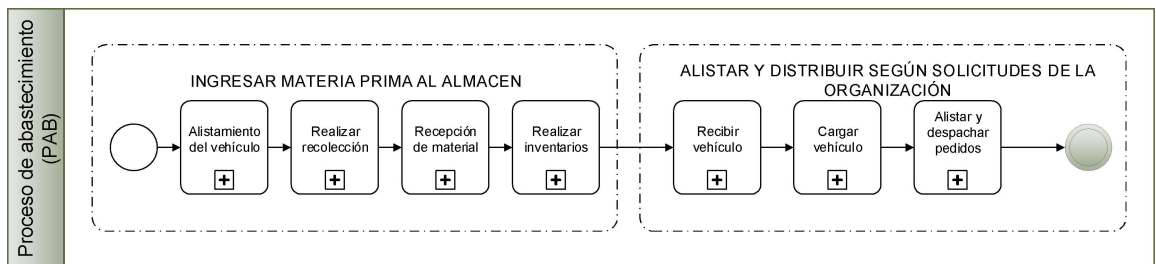 Proceso de abastecimiento
(PAB)
INGRESAR MATERIA PRIMA AL ALMACEN
Alistamiento
del vehículo
Realizar
recolección
Recepción
de material
Realizar
inventarios
ALISTAR Y DISTRIBUIR SEGÚN SOLICITUDES DE LA
ORGANIZACIÓN
Recibir
vehículo
Cargar
vehículo
Alistar y
despachar
pedidos